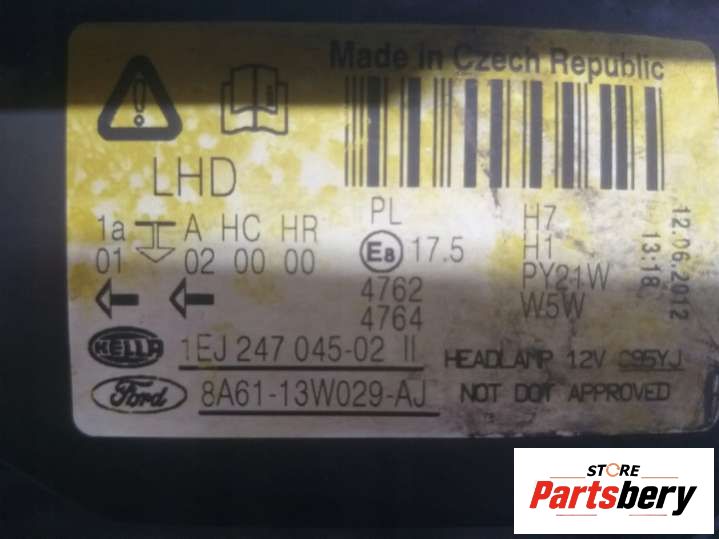 Made in Czech Republic
LHD
1a A HC HR
01 02 00 00
PL
E8 17.5
4762
4764
H7
H1
PY21W
W5W
12.06.2012
13:18
HELLA 1EJ 247 045-02 II
HEADLAMP 12V C95YJ
Ford 8A61-13W029-AJ
NOT DOT APPROVED
STORE
Partsbery